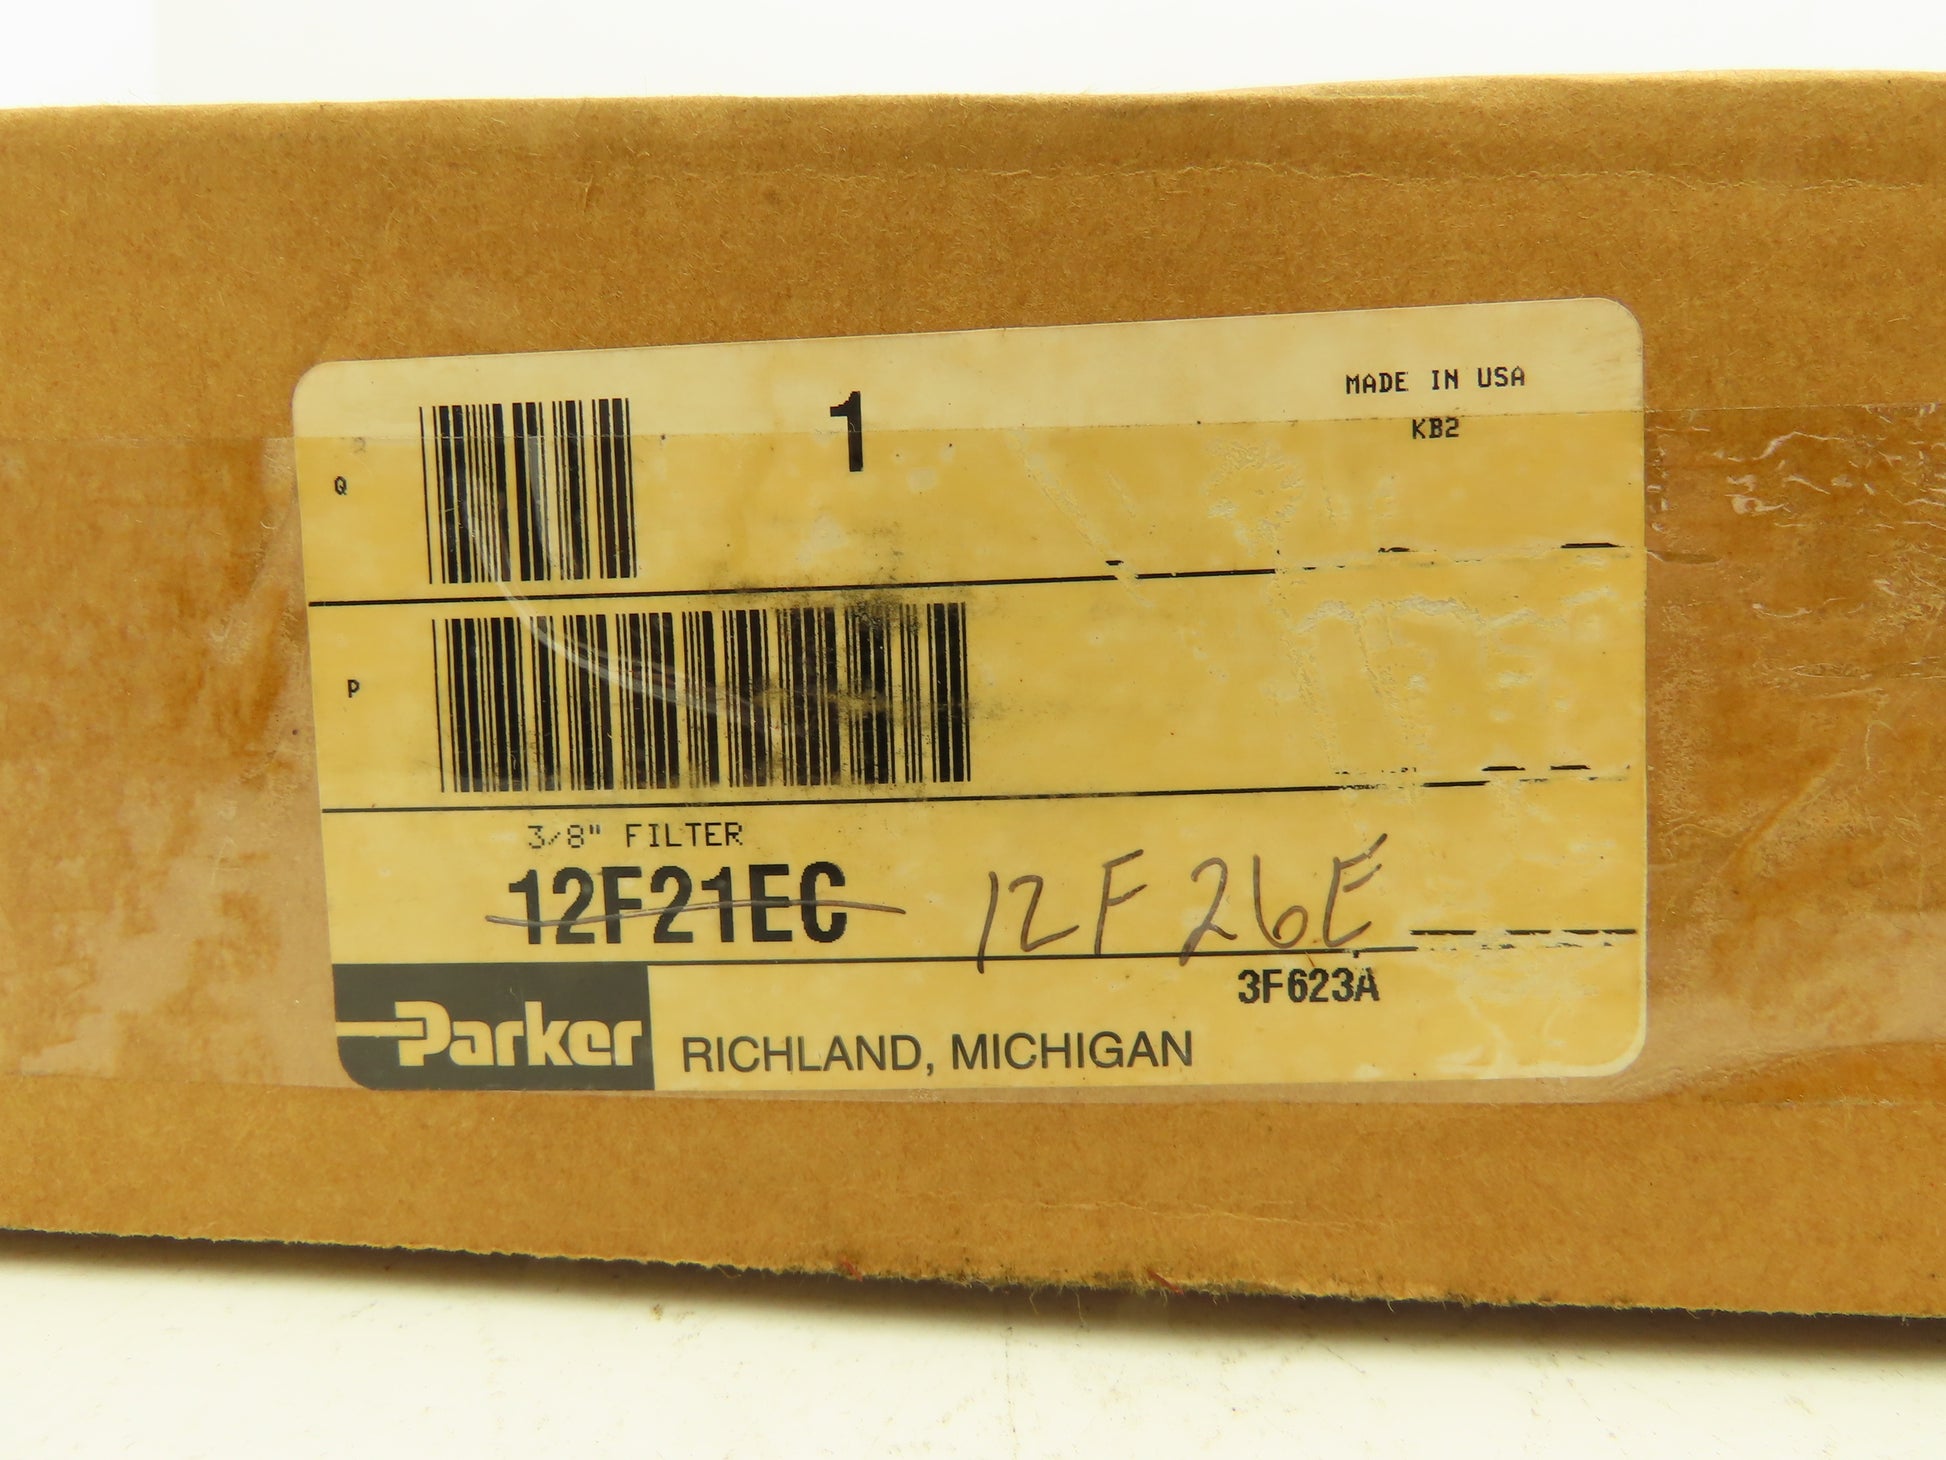 MADE IN USA
1
KB2
Q
P
3/8" FILTER
12F21EC 12F26E
3F623A
Parker RICHLAND, MICHIGAN